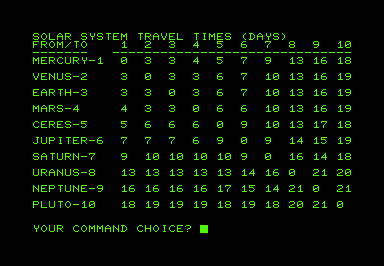 SOLAR SYSTEM TRAVEL TIMES (DAYS)
FROM/TO 1 2 3 4 5 6 7 8 9 10
------- -----------------------------
MERCURY-1 0 3 3 4 5 7 9 13 16 18
VENUS-2 3 0 3 3 6 7 10 13 16 19
EARTH-3 3 3 0 3 6 7 10 13 16 19
MARS-4 4 3 3 0 6 6 10 13 16 19
CERES-5 5 6 6 6 0 9 10 13 17 18
JUPITER-6 7 7 7 6 9 0 9 14 15 19
SATURN-7 9 10 10 10 10 9 0 16 14 18
URANUS-8 13 13 13 13 13 14 16 0 21 20
NEPTUNE-9 16 16 16 16 17 15 14 21 0 21
PLUTO-10 18 19 19 19 18 19 18 20 21 0
YOUR COMMAND CHOICE?